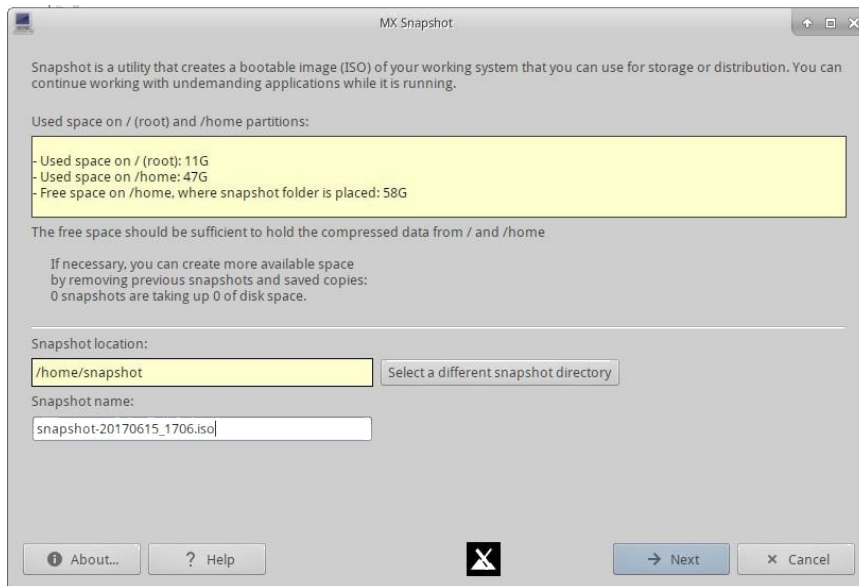 MX Snapshot
Snapshot is a utility that creates a bootable image (ISO) of your working system that you can use for storage or distribution. You can
continue working with undemanding applications while it is running.
Used space on / (root) and /home partitions:
- Used space on / (root): 11G
- Used space on /home: 47G
- Free space on /home, where snapshot folder is placed: 58G
The free space should be sufficient to hold the compressed data from / and /home
If necessary, you can create more available space
by removing previous snapshots and saved copies:
0 snapshots are taking up 0 of disk space.
Snapshot location:
/home/snapshot
Select a different snapshot directory
Snapshot name:
snapshot-20170615_1706.iso
About...
? Help
Next
Cancel